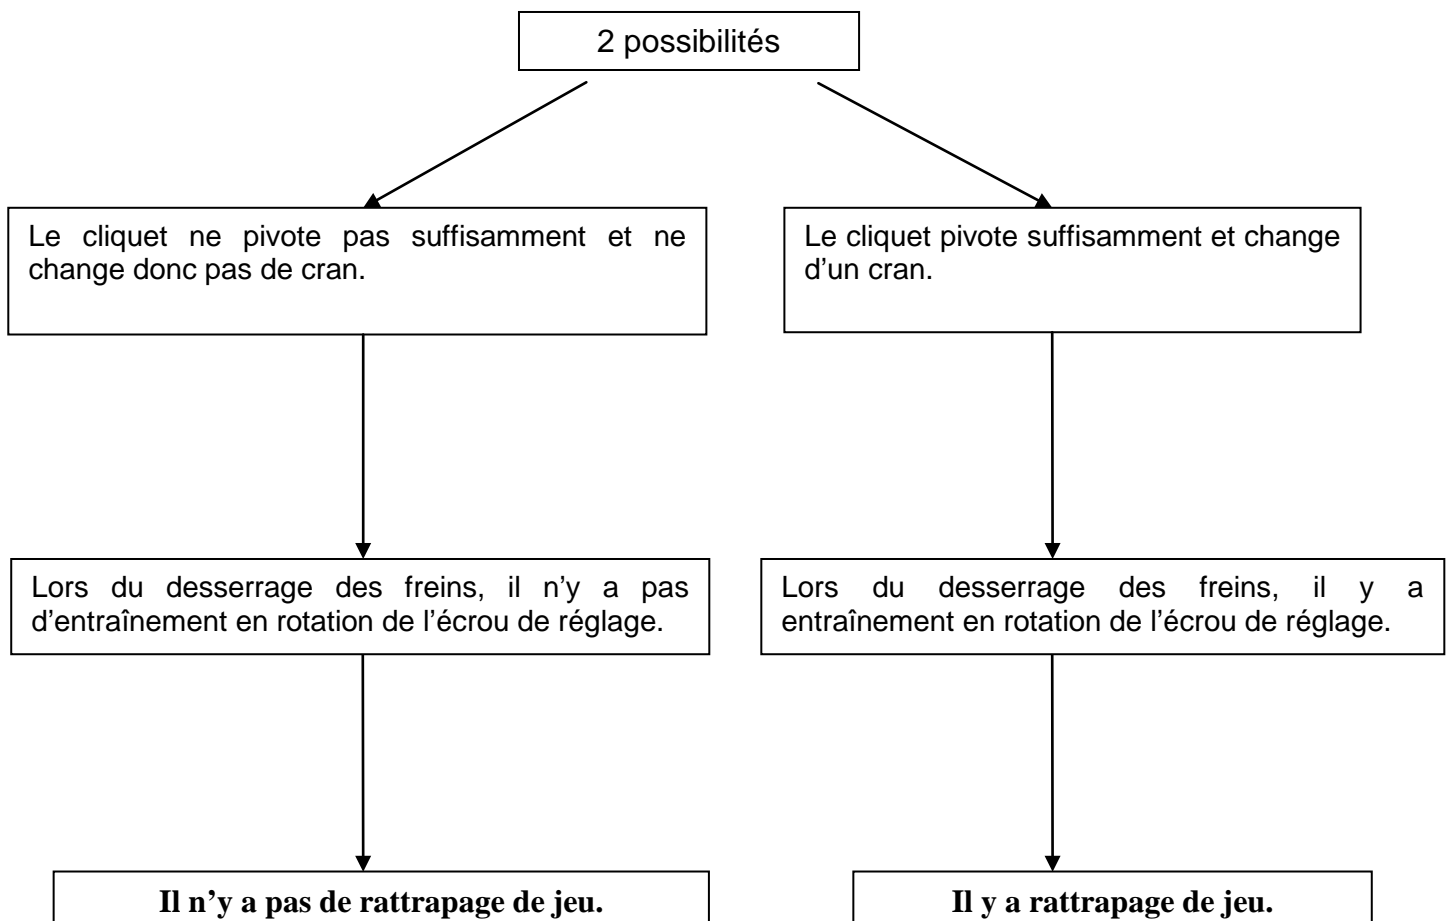 2 possibilités
Le cliquet ne pivote pas suffisamment et ne
change donc pas de cran.
Le cliquet pivote suffisamment et change
d’un cran.
Lors du desserrage des freins, il n’y a pas
d’entraînement en rotation de l’écrou de réglage.
Lors du desserrage des freins, il y a
entraînement en rotation de l’écrou de réglage.
Il n’y a pas de rattrapage de jeu.
Il y a rattrapage de jeu.